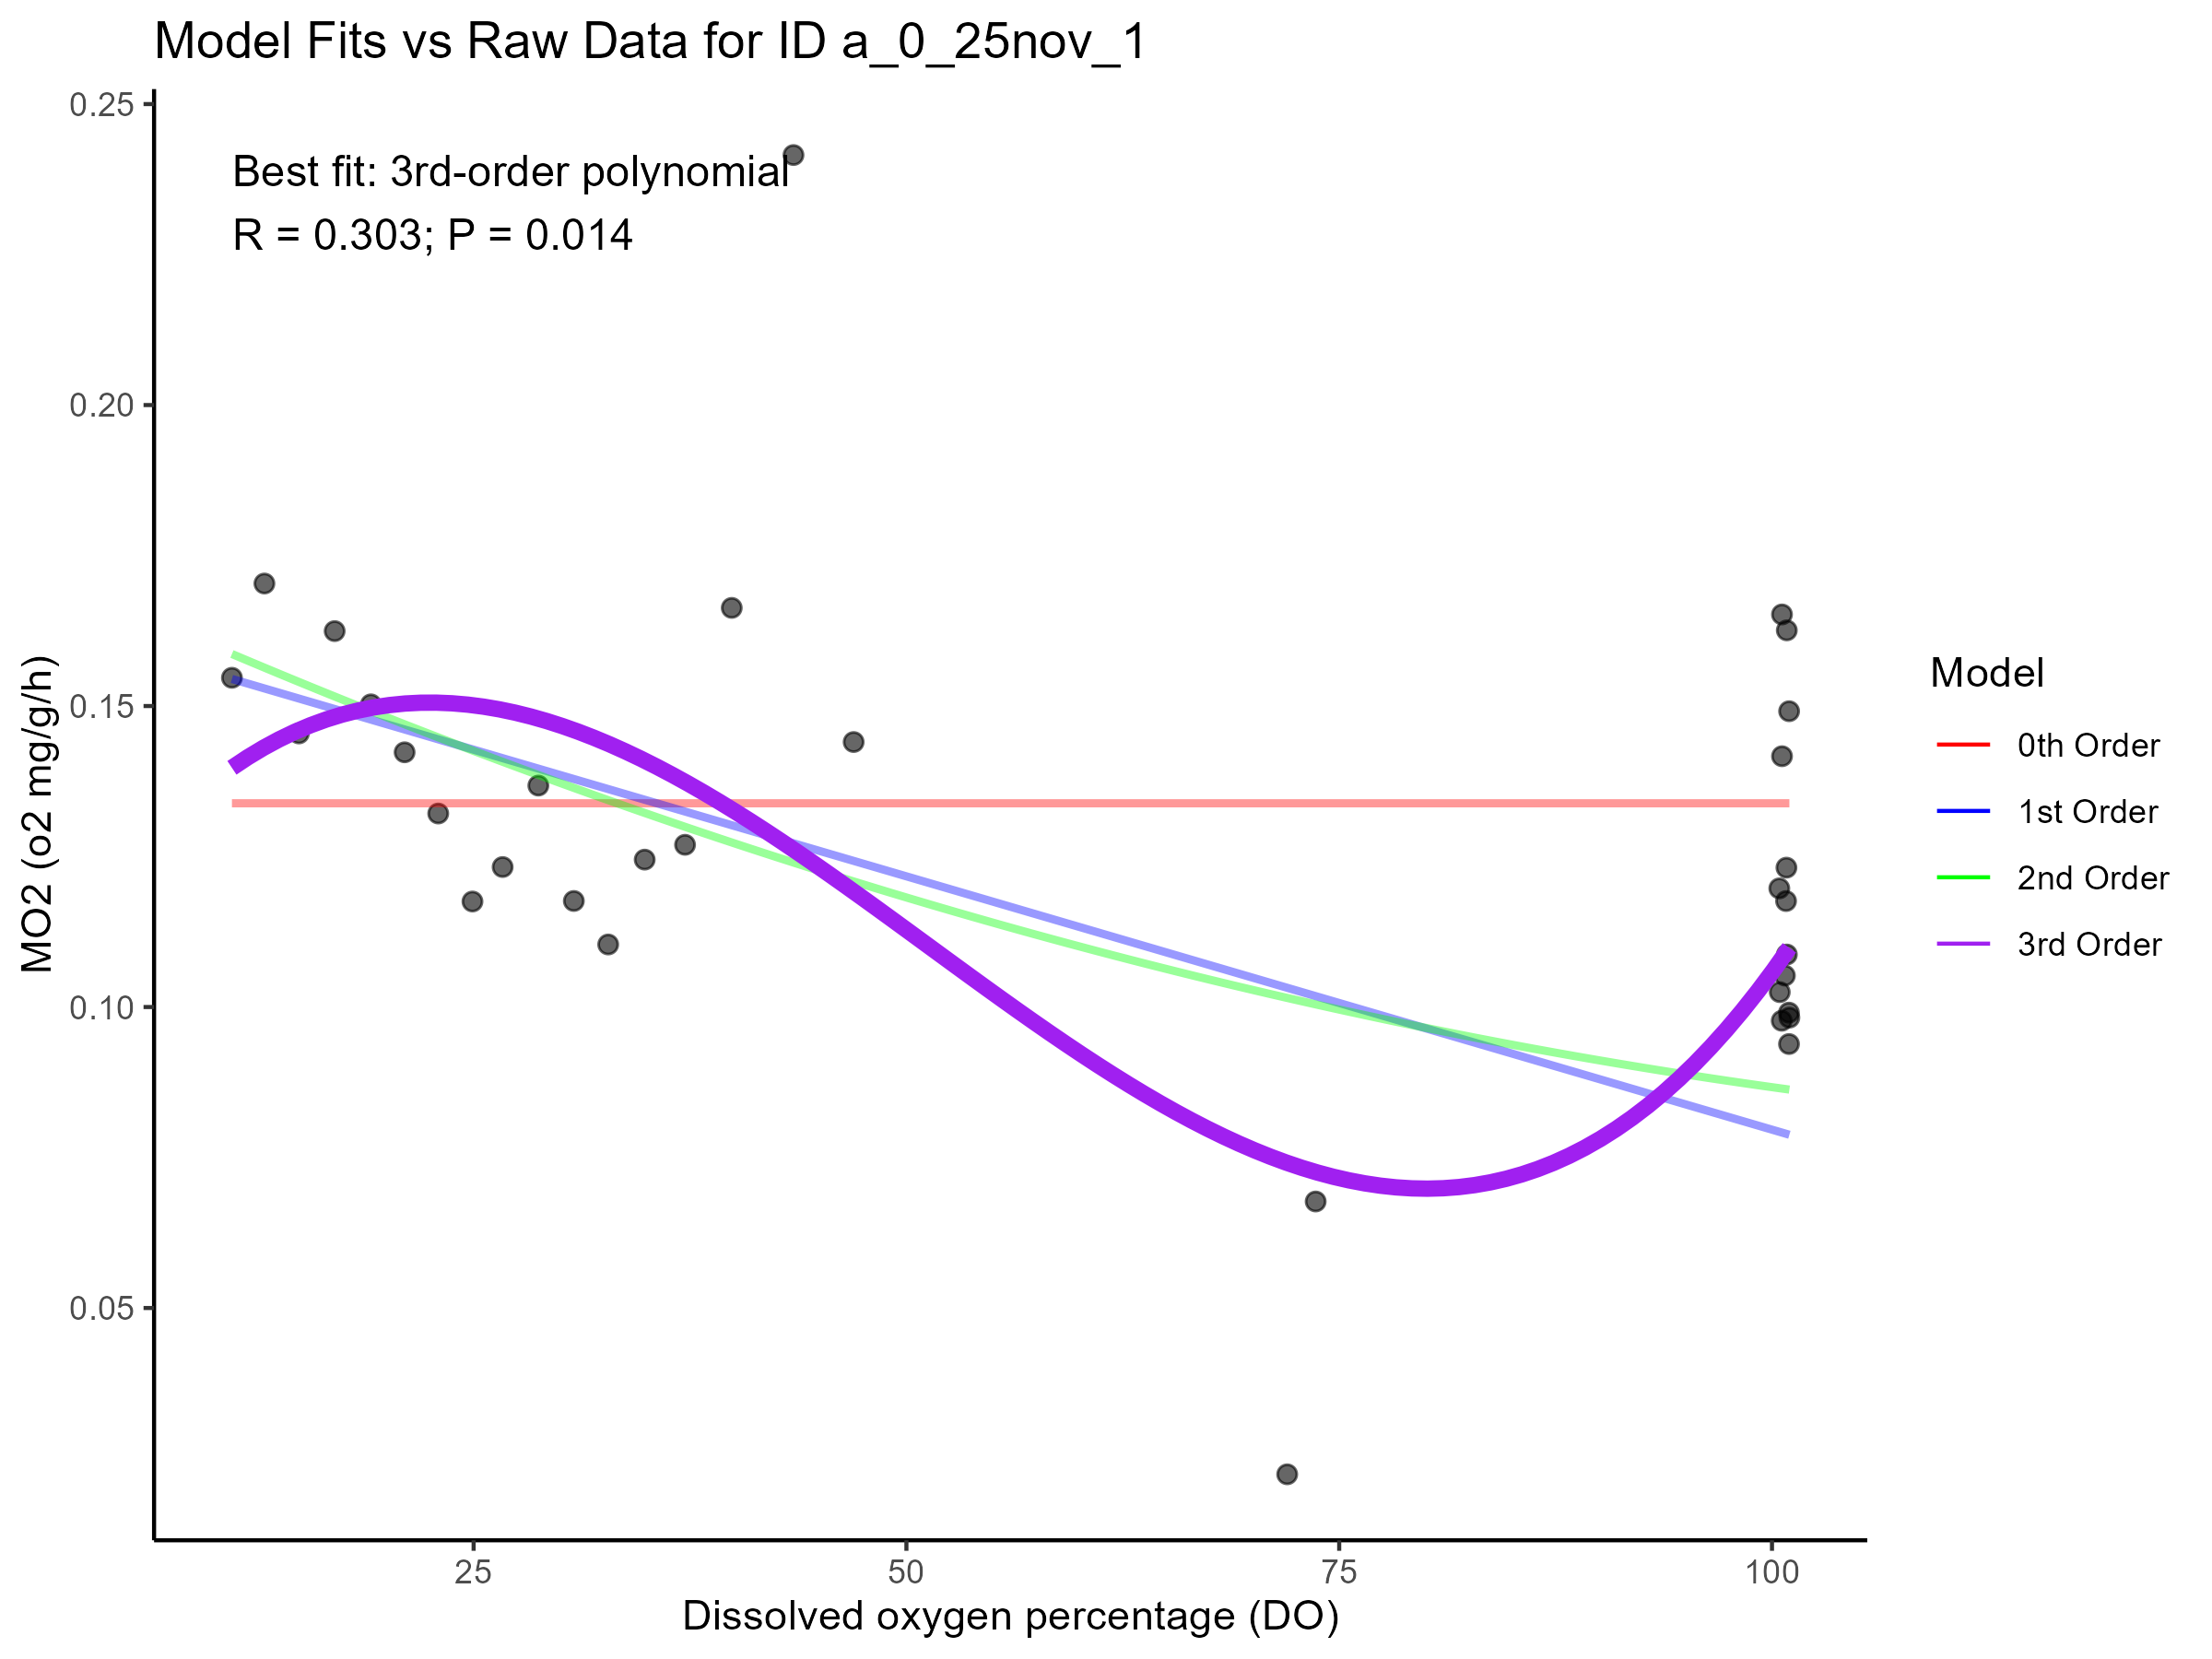 Model Fits vs Raw Data for ID a_0_25nov_1
Best fit: 3rd-order polynomial
R = 0.303; P = 0.014
0.25
0.20
0.15
0.10
0.05
MO2 (o2 mg/g/h)
25
50
75
100
Dissolved oxygen percentage (DO)
Model
0th Order
1st Order
2nd Order
3rd Order